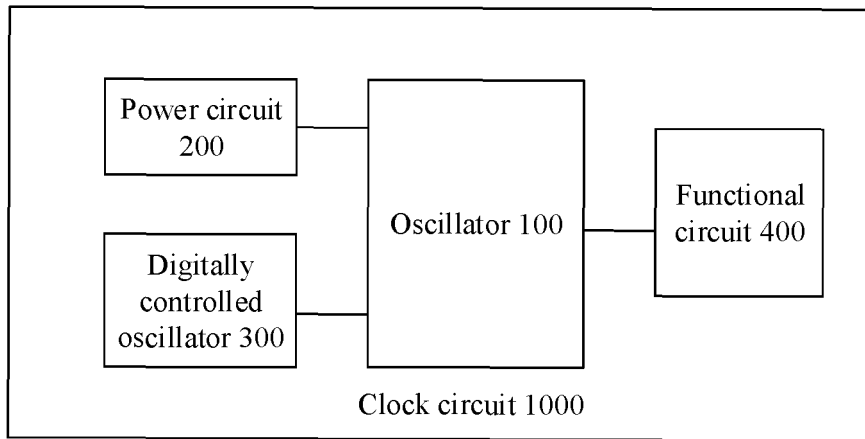 Power circuit
200
Oscillator 100
Functional
circuit 400
Digitally
controlled
oscillator 300
Clock circuit 1000